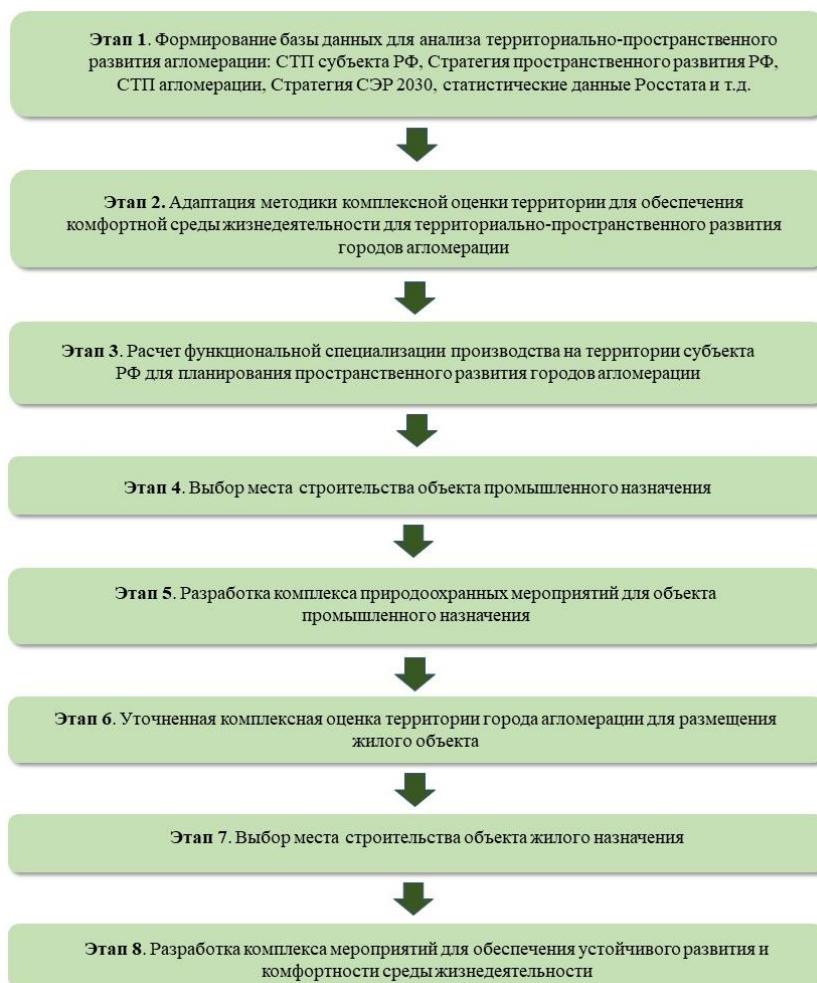 Этап 1. Формирование базы данных для анализа территориально-пространственного
развития агломерации: СТП субъекта РФ, Стратегия пространственного развития РФ,
СТП агломерации, Стратегия СЭР 2030, статистические данные Росстата и т.д.
Этап 2. Адаптация методики комплексной оценки территории для обеспечения
комфортной среды жизнедеятельности для территориально-пространственного развития
городов агломерации
Этап 3. Расчет функциональной специализации производства на территории субъекта
РФ для планирования пространственного развития городов агломерации
Этап 4. Выбор места строительства объекта промышленного назначения
Этап 5. Разработка комплекса природоохранных мероприятий для объекта
промышленного назначения
Этап 6. Уточненная комплексная оценка территории города агломерации для размещения
жилого объекта
Этап 7. Выбор места строительства объекта жилого назначения
Этап 8. Разработка комплекса мероприятий для обеспечения устойчивого развития и
комфортности среды жизнедеятельности